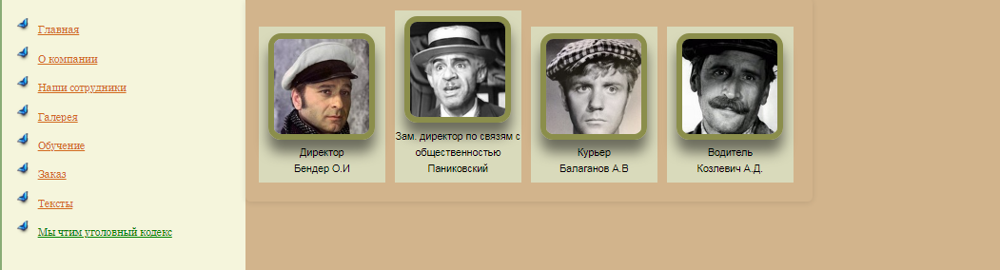 Главная
О компании
Наши сотрудники
Галерея
Обучение
Заказ
Тексты
Мы чтим уголовный кодекс
Директор
Бендер О.И
Зам. директор по связям с
общественностью
Паниковский
Курьер
Балаганов А.В
Водитель
Козлевич А.Д.